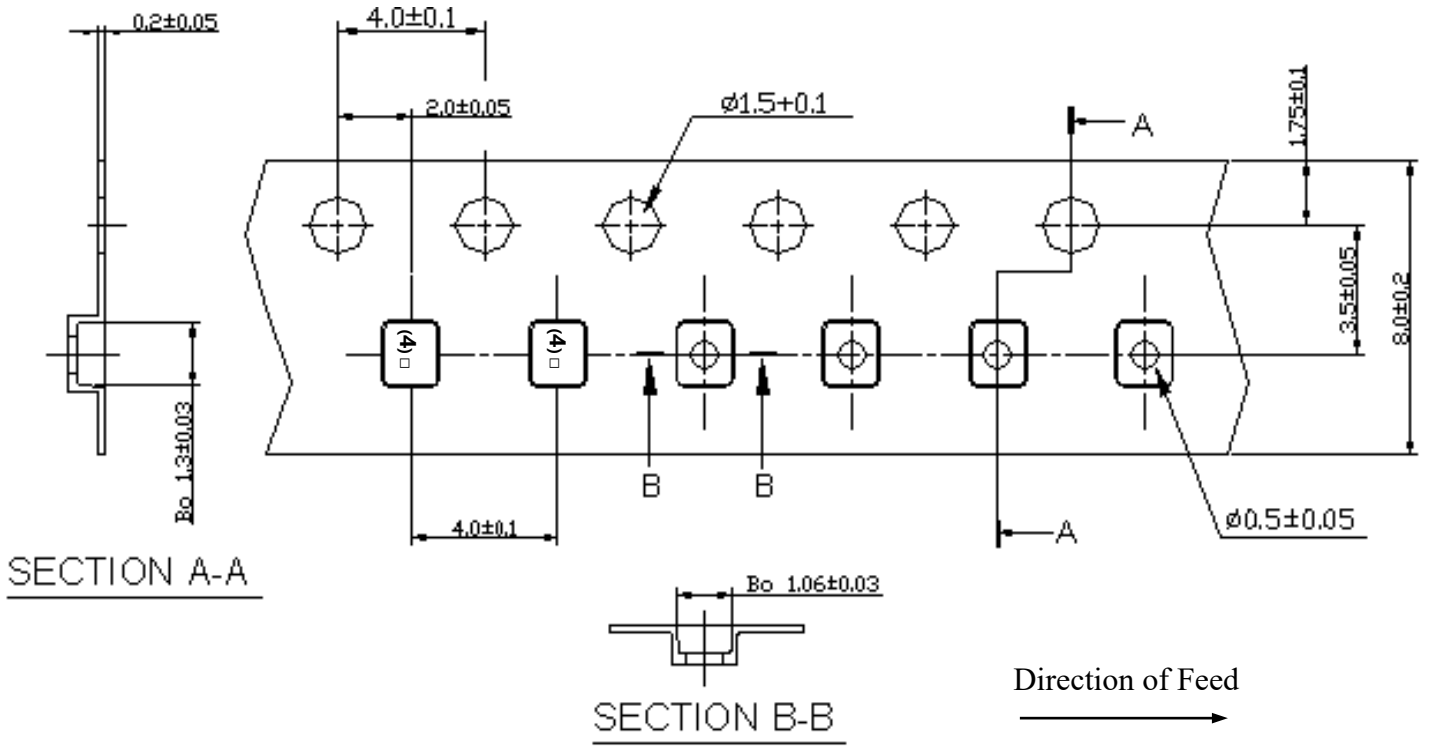 0.2±0.05
4.0±0.1
2.0±0.05
Ø1.5+0.1
A
1.75±0.1
3.5±0.05
8.0±0.2
(4) □
(4) □
Bo 1.3±0.03
B
B
4.0±0.1
A
Ø0.5±0.05
SECTION A-A
Bo 1.06±0.03
SECTION B-B
Direction of Feed